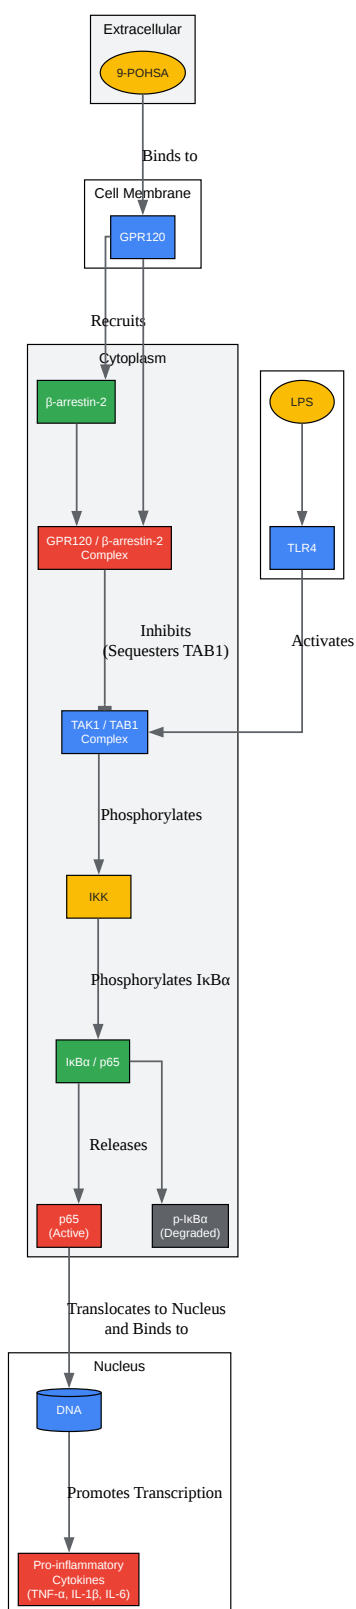 Extracellular
9-POHSA
Binds to
Cell Membrane
GPR120
Recruits
Cytoplasm
β-arrestin-2
LPS
GPR120 / β-arrestin-2
Complex
TLR4
Inhibits
(Sequesters TAB1)
Activates
TAK1 / TAB1
Complex
Phosphorylates
IKK
Phosphorylates IκBα
IκBα / p65
Releases
p65
(Active)
p-IκBα
(Degraded)
Translocates to Nucleus
and Binds to
Nucleus
DNA
Promotes Transcription
Pro-inflammatory
Cytokines
(TNF-α, IL-1β, IL-6)